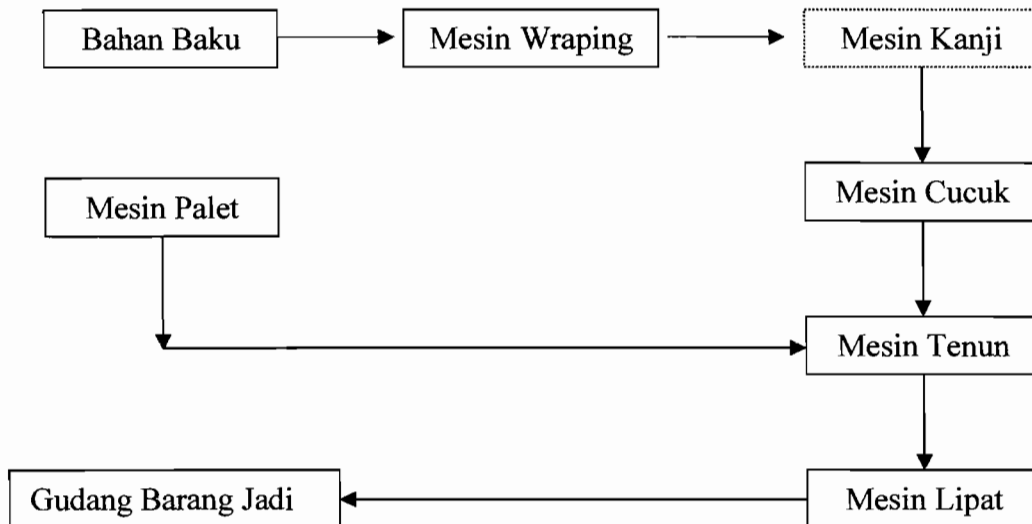 Bahan Baku
Mesin Wraping
Mesin Kanji
Mesin Cucuk
Mesin Palet
Mesin Tenun
Gudang Barang Jadi
Mesin Lipat